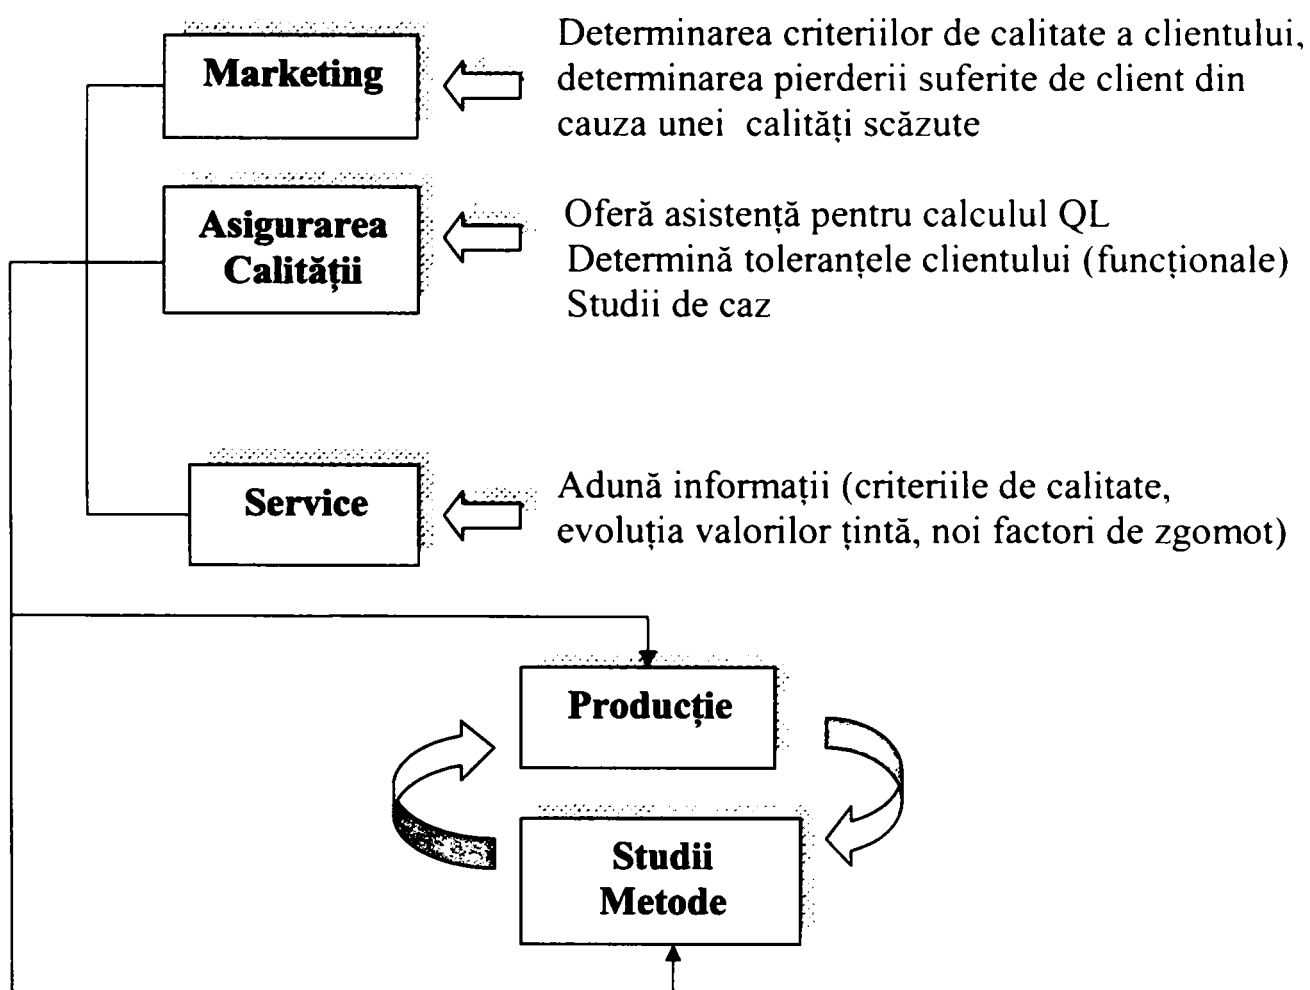 Marketing
Determinarea criteriilor de calitate a clientului,
determinarea pierderii suferite de client din
cauza unei calități scăzute
Asigurarea
Calității
Oferă asistență pentru calculul QL
Determină toleranțele clientului (funcționale)
Studii de caz
Service
Adună informații (criteriile de calitate,
evoluția valorilor țintă, noi factori de zgomot)
Producție
Studii
Metode